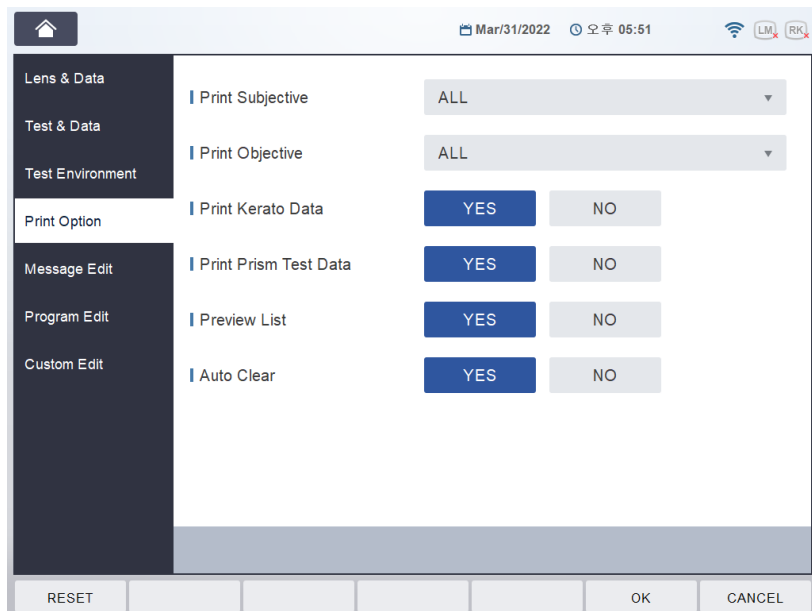 Mar/31/2022 오후 05:51 LM RK
Lens & Data
Test & Data
Test Environment
Print Option
Message Edit
Program Edit
Custom Edit
Print Subjective ALL
Print Objective ALL
Print Kerato Data YES NO
Print Prism Test Data YES NO
Preview List YES NO
Auto Clear YES NO
RESET OK CANCEL